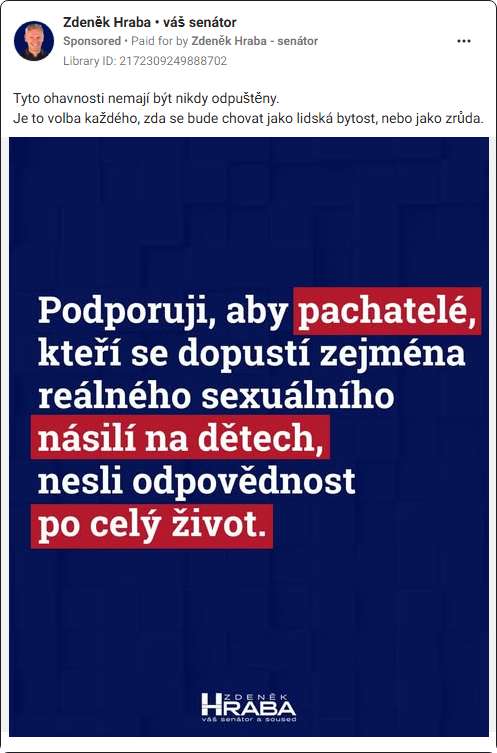 Zdeněk Hraba • váš senátor
Sponsored • Paid for by Zdeněk Hraba - senátor
Library ID: 2172309249888702
Tyto ohavnosti nemají být nikdy odpuštěny.
Je to volba každého, zda se bude chovat jako lidská bytost, nebo jako zrůda.
Podporuji, aby pachatelé,
kteří se dopustí zejména
reálného sexuálního
násilí na dětech,
nesli odpovědnost
po celý život.
ZDENĚK
HRABA
váš senátor a soused